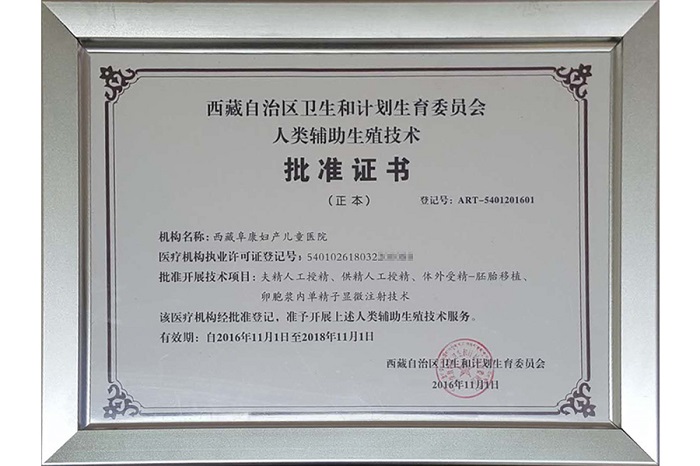 西藏自治区卫生和计划生育委员会
人类辅助生殖技术
批准证书
（正本）
登记号：ART-5401201601
机构名称：西藏阜康妇产儿童医院
医疗机构执业许可证登记号：540102618032
批准开展技术项目：夫精人工授精、供精人工授精、体外受精-胚胎移植、
卵胞浆内单精子显微注射技术
该医疗机构经批准登记，准予开展上述人类辅助生殖技术服务。
有效期：自2016年11月1日至2018年11月1日
西藏自治区卫生和计划生育委员会
2016年11月1日